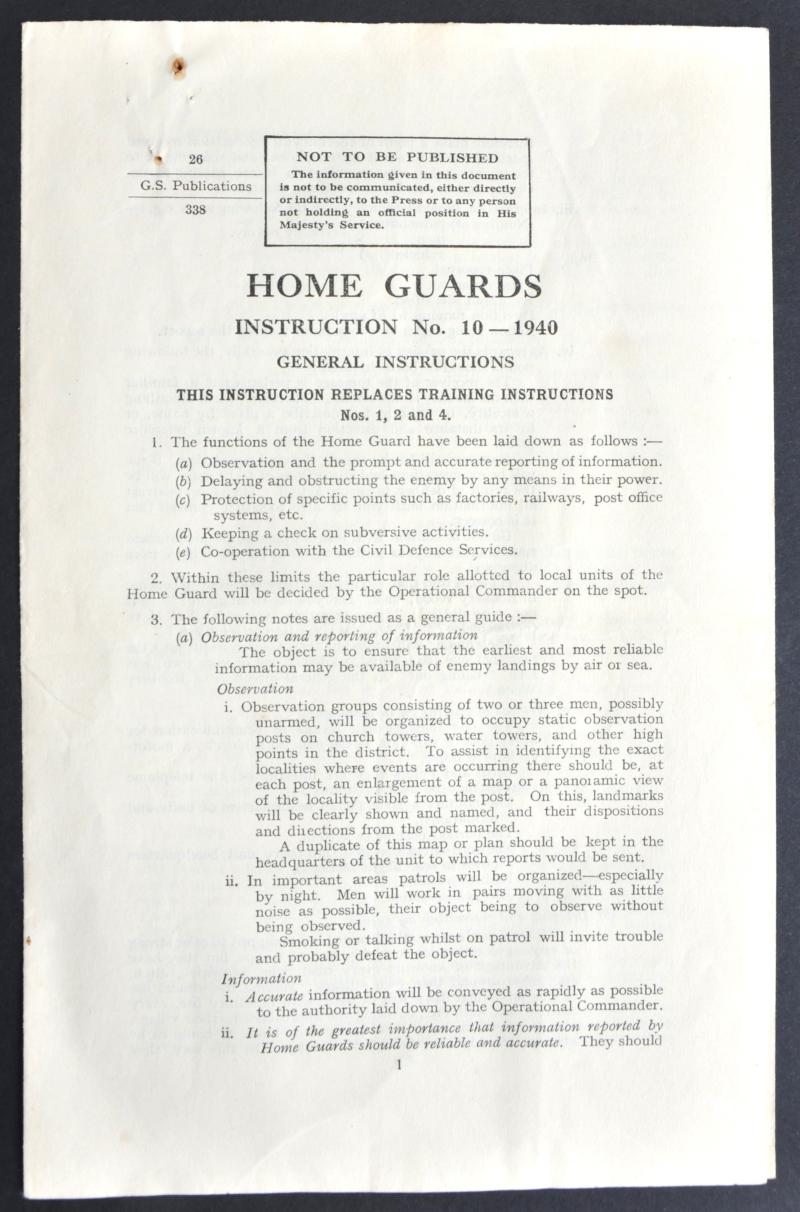 26
G.S. Publications
338
NOT TO BE PUBLISHED
The information given in this document
is not to be communicated, either directly
or indirectly, to the Press or to any person
not holding an official position in His
Majesty's Service.
HOME GUARDS
INSTRUCTION No. 10 — 1940
GENERAL INSTRUCTIONS
THIS INSTRUCTION REPLACES TRAINING INSTRUCTIONS
Nos. 1, 2 and 4.
1. The functions of the Home Guard have been laid down as follows :—
(a) Observation and the prompt and accurate reporting of information.
(b) Delaying and obstructing the enemy by any means in their power.
(c) Protection of specific points such as factories, railways, post office
systems, etc.
(d) Keeping a check on subversive activities.
(e) Co-operation with the Civil Defence Services.
2. Within these limits the particular role allotted to local units of the
Home Guard will be decided by the Operational Commander on the spot.
3. The following notes are issued as a general guide :—
(a) Observation and reporting of information
The object is to ensure that the earliest and most reliable
information may be available of enemy landings by air or sea.
Observation
i. Observation groups consisting of two or three men, possibly
unarmed, will be organized to occupy static observation
posts on church towers, water towers, and other high
points in the district. To assist in identifying the exact
localities where events are occurring there should be, at
each post, an enlargement of a map or a panoramic view
of the locality visible from the post. On this, landmarks
will be clearly shown and named, and their dispositions
and directions from the post marked.
A duplicate of this map or plan should be kept in the
headquarters of the unit to which reports would be sent.
ii. In important areas patrols will be organized—especially
by night. Men will work in pairs moving with as little
noise as possible, their object being to observe without
being observed.
Smoking or talking whilst on patrol will invite trouble
and probably defeat the object.
Information
i. Accurate information will be conveyed as rapidly as possible
to the authority laid down by the Operational Commander.
ii. It is of the greatest importance that information reported by
Home Guards should be reliable and accurate. They should
1